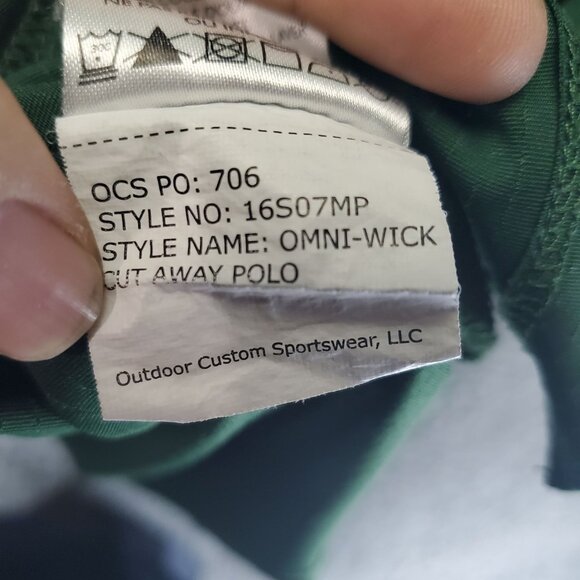 OCS PO: 706
STYLE NO: 16S07MP
STYLE NAME: OMNI-WICK
CUT AWAY POLO
Outdoor Custom Sportswear, LLC